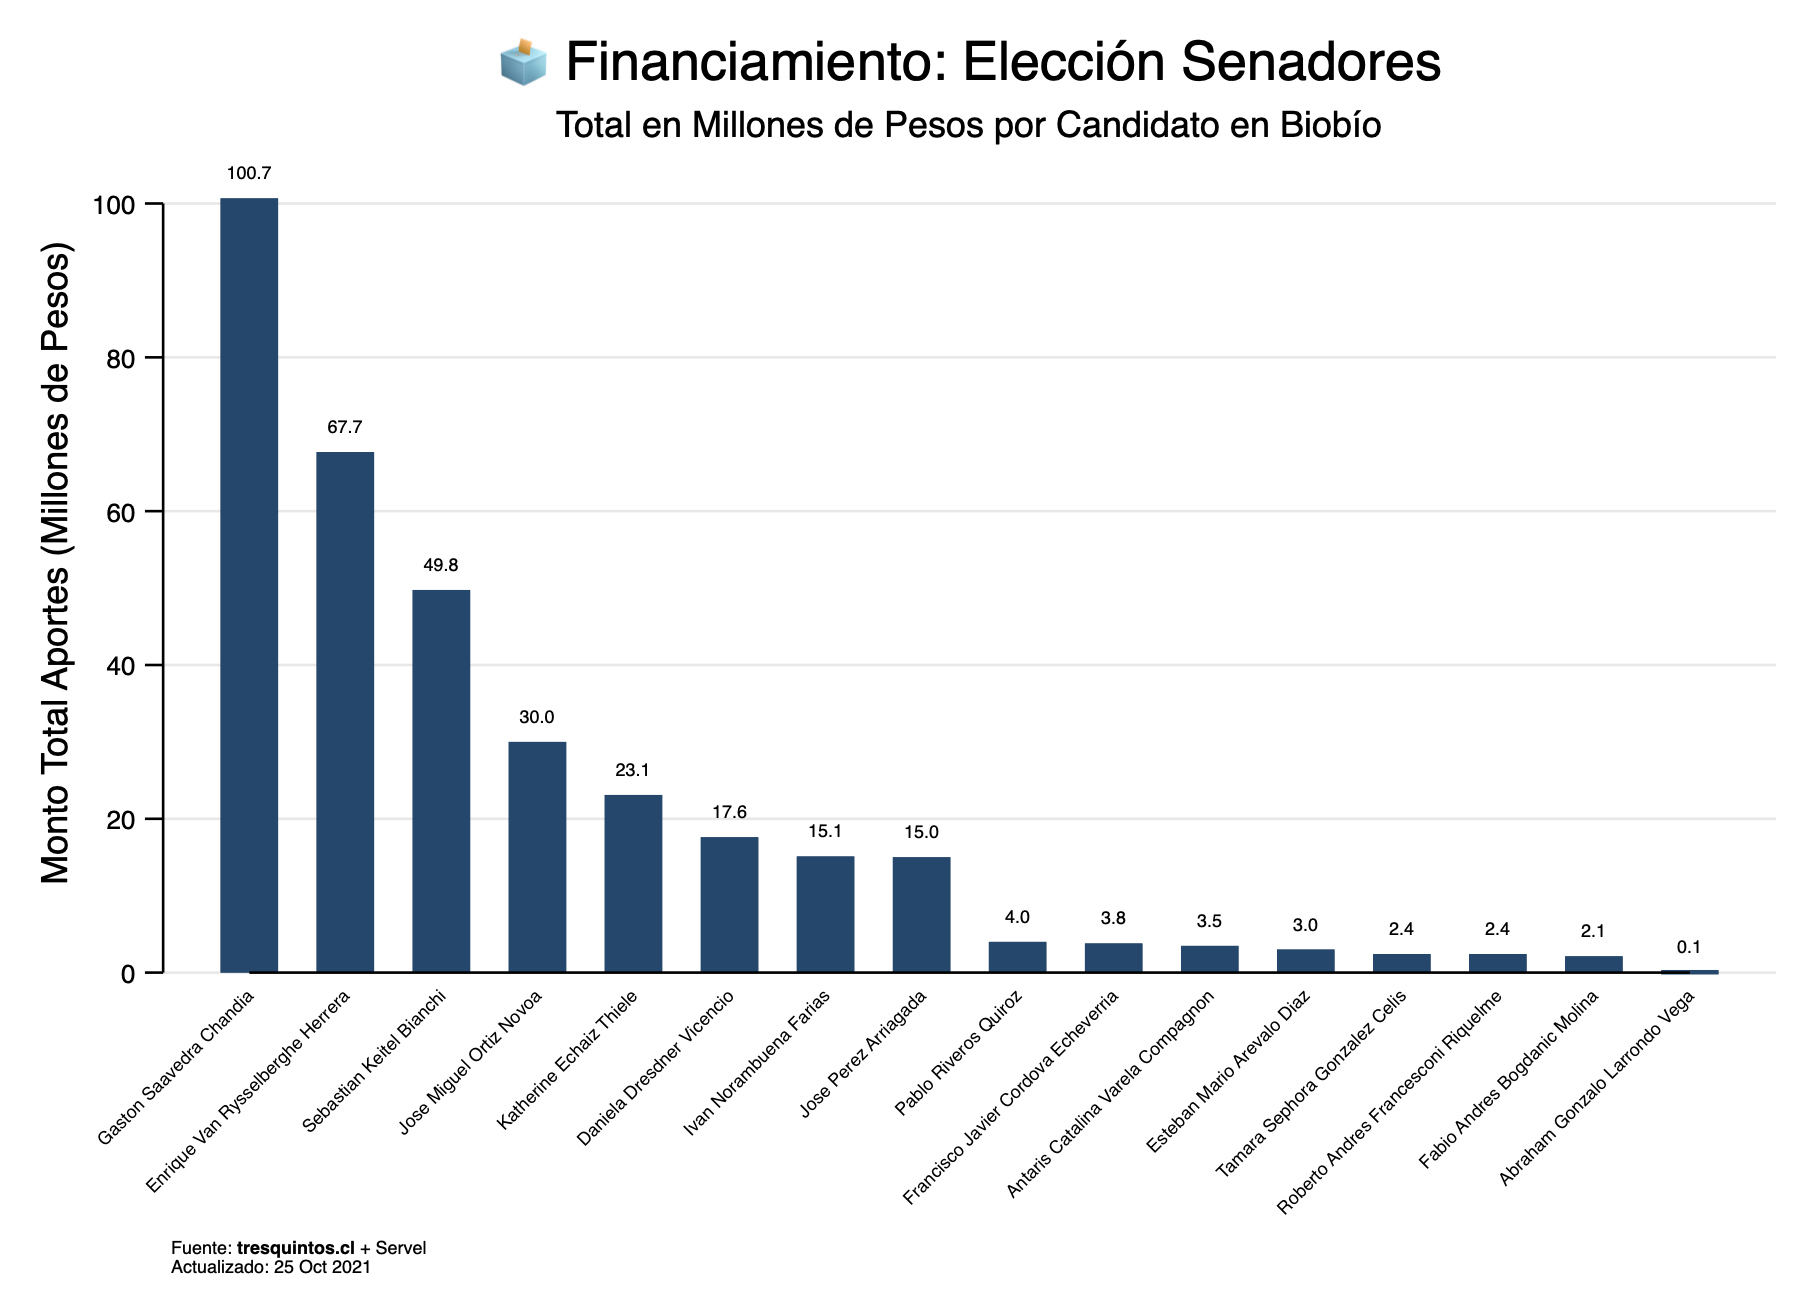 Financiamiento: Elección Senadores
Total en Millones de Pesos por Candidato en Biobío
Monto Total Aportes (Millones de Pesos)
100
80
60
40
20
0
100.7
67.7
49.8
30.0
23.1
17.6
15.1
15.0
4.0
3.8
3.5
3.0
2.4
2.4
2.1
0.1
Gaston Saavedra Chandia
Enrique Van Rysselberghe Herrera
Sebastian Keitel Bianchi
Jose Miguel Ortiz Novoa
Katherine Echaiz Thiele
Daniela Dresdner Vicencio
Ivan Norambuena Farias
Jose Perez Arriagada
Pablo Riveros Quiroz
Francisco Javier Cordova Echeverria
Antaris Catalina Varela Compagnon
Esteban Mario Arevalo Diaz
Tamara Sephora Gonzalez Celis
Roberto Andres Francesconi Riquelme
Fabio Andres Bogdanic Molina
Abraham Gonzalo Larrondo Vega
Fuente: tresquintos.cl + Servel
Actualizado: 25 Oct 2021